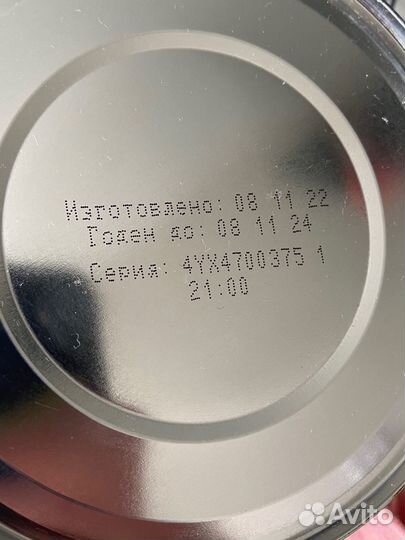 Изготовлено: 08 11 22
Годен до: 08 11 24
Серия: 4YX4700375 1
21:00
Avito